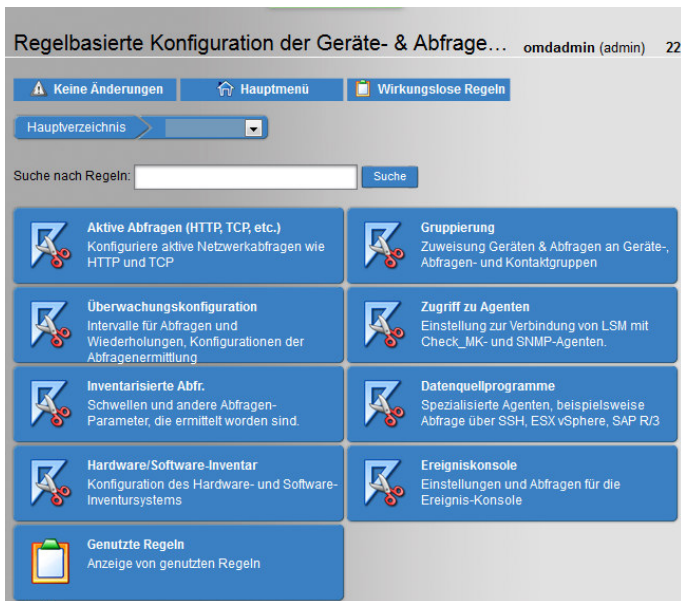 Regelbasierte Konfiguration der Geräte- & Abfrage... omdadmin (admin) 22
Keine Änderungen Hauptmenü Wirkungslose Regeln
Hauptverzeichnis
Suche nach Regeln: Suche
Aktive Abfragen (HTTP, TCP, etc.)
Konfiguriere aktive Netzwerkabfragen wie
HTTP und TCP
Gruppierung
Zuweisung Geräten & Abfragen an Geräte-,
Abfragen- und Kontaktgruppen
Überwachungskonfiguration
Intervalle für Abfragen und
Wiederholungen, Konfigurationen der
Abfragenermittlung
Zugriff zu Agenten
Einstellung zur Verbindung von LSM mit
Check_MK- und SNMP-Agenten.
Inventarisierte Abfr.
Schwellen und andere Abfragen-
Parameter, die ermittelt worden sind.
Datenquellprogramme
Spezialisierte Agenten, beispielsweise
Abfrage über SSH, ESX vSphere, SAP R/3
Hardware/Software-Inventar
Konfiguration des Hardware- und Software-
Inventursystems
Ereigniskonsole
Einstellungen und Abfragen für die
Ereignis-Konsole
Genutzte Regeln
Anzeige von genutzten Regeln